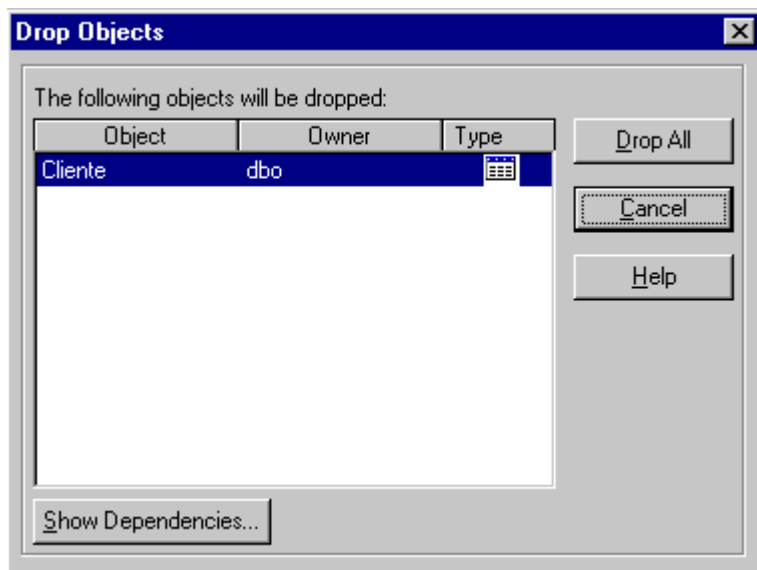 Drop Objects
The following objects will be dropped:
Object Owner Type
Cliente dbo
Drop All
Cancel
Help
Show Dependencies...